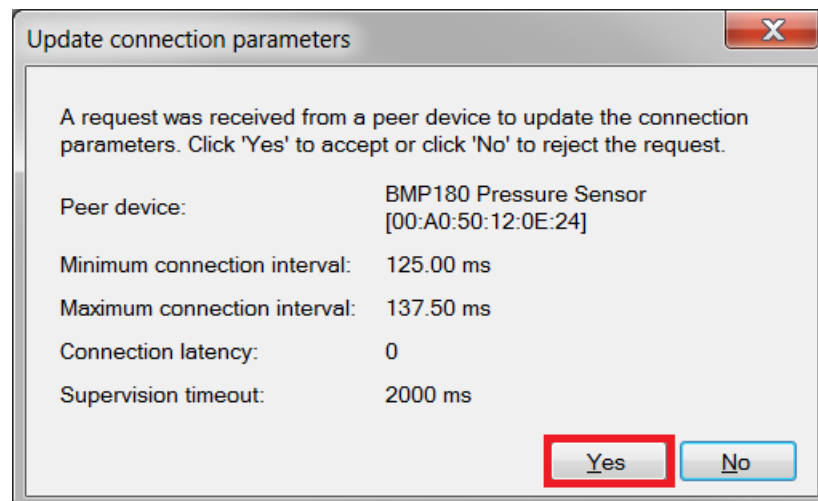 Update connection parameters
A request was received from a peer device to update the connection
parameters. Click 'Yes' to accept or click 'No' to reject the request.
Peer device: BMP180 Pressure Sensor
[00:A0:50:12:0E:24]
Minimum connection interval: 125.00 ms
Maximum connection interval: 137.50 ms
Connection latency: 0
Supervision timeout: 2000 ms
Yes No